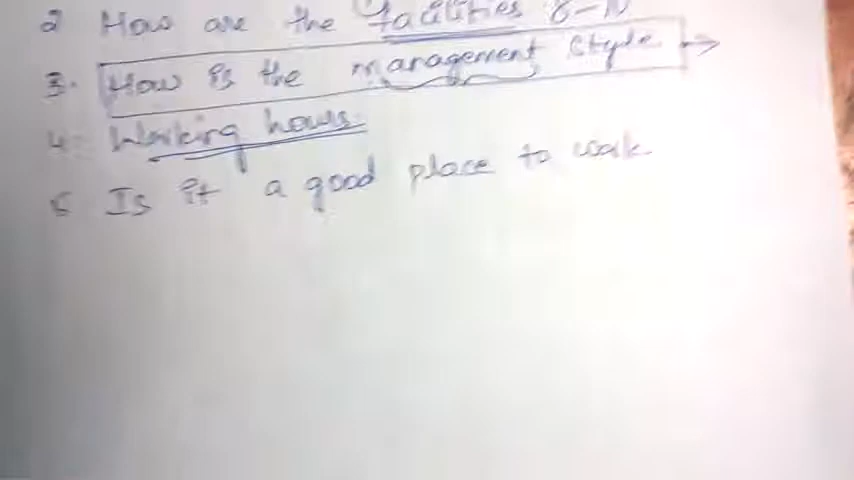 2 How are the facilities
3. How is the management style →
4. Working hours.
5 Is it a good place to work.